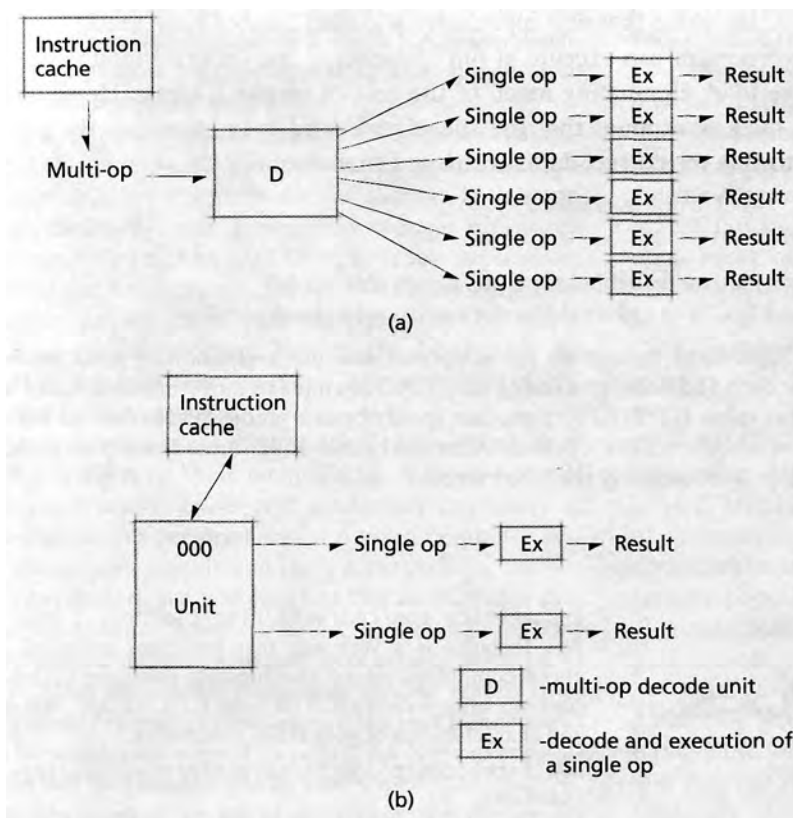 Instruction
cache
Multi-op
D
Single op Ex Result
Single op Ex Result
Single op Ex Result
Single op Ex Result
Single op Ex Result
Single op Ex Result
(a)
Instruction
cache
000
Unit
Single op Ex Result
Single op Ex Result
D -multi-op decode unit
Ex -decode and execution of
a single op
(b)